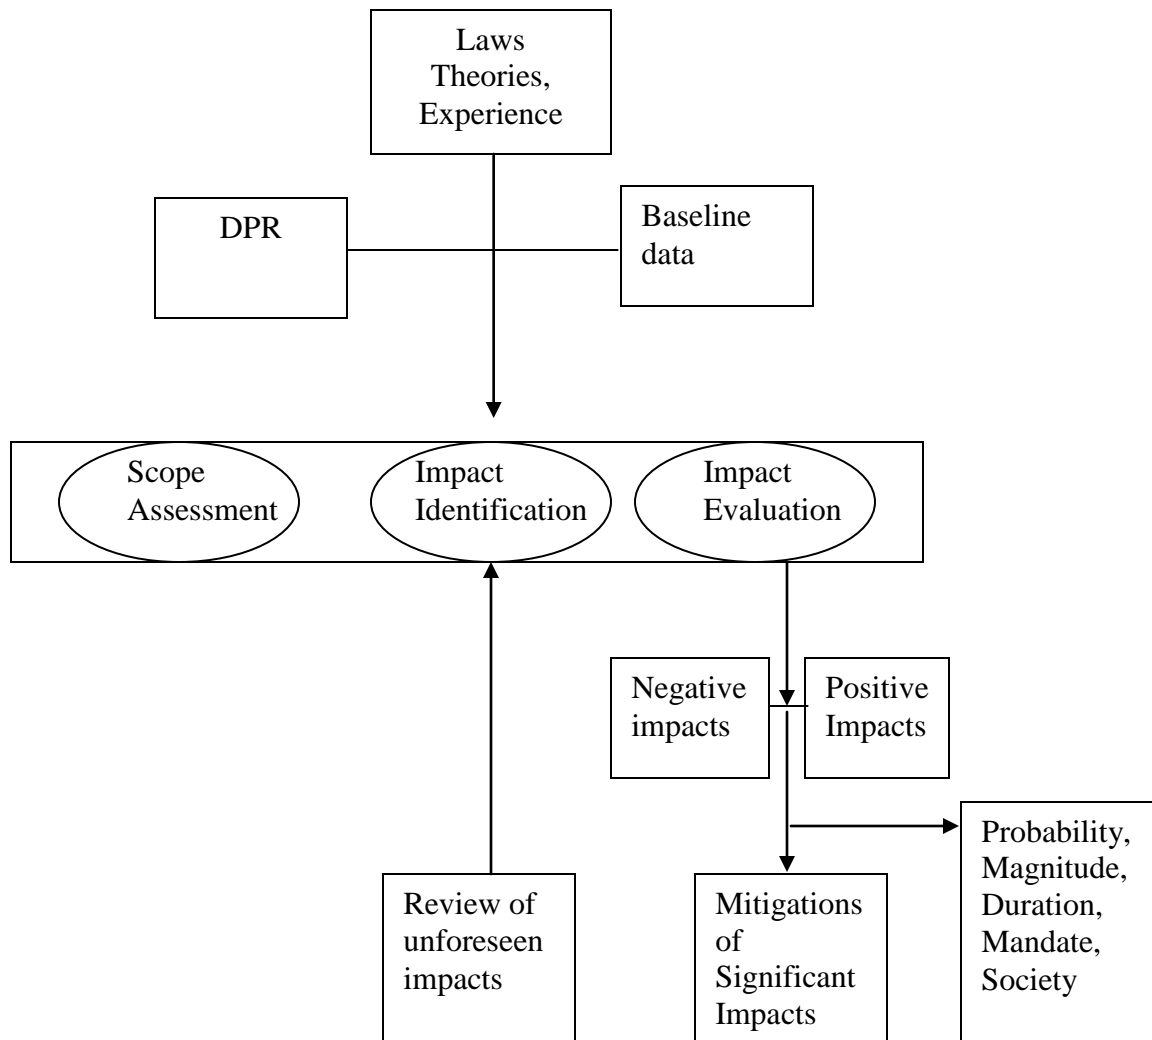 Laws
Theories,
Experience
DPR
Baseline
data
Scope
Assessment
Impact
Identification
Impact
Evaluation
Negative
impacts
Positive
Impacts
Probability,
Magnitude,
Duration,
Mandate,
Society
Review of
unforeseen
impacts
Mitigations
of
Significant
Impacts